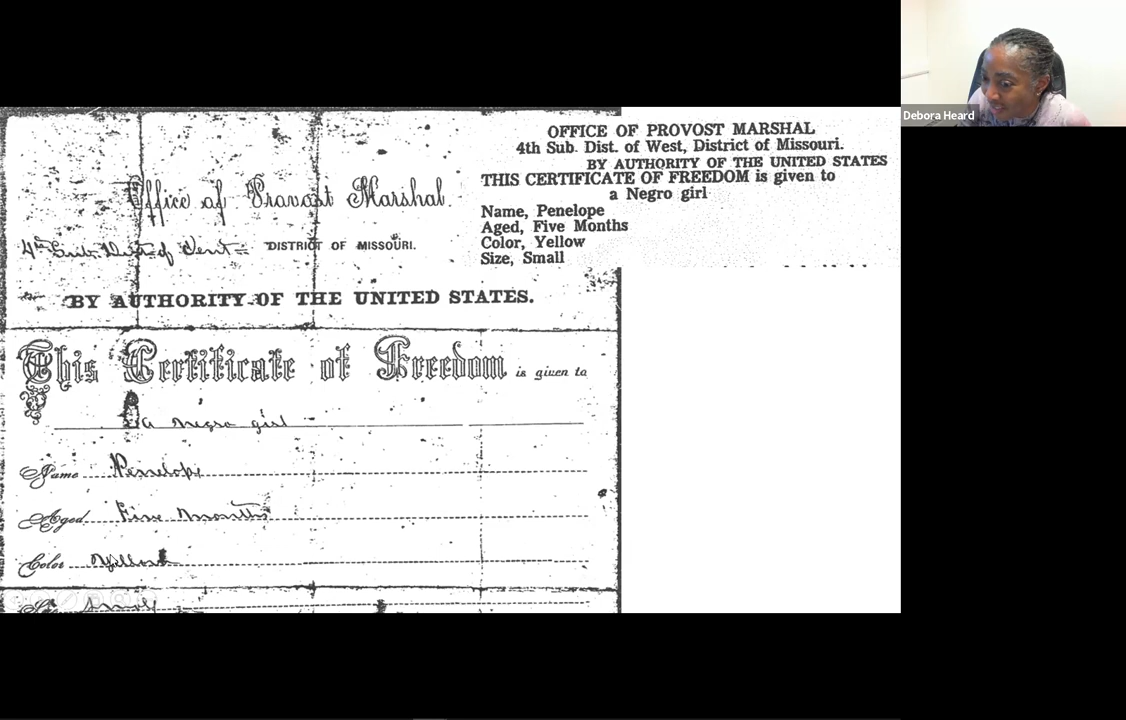 Office of Provost Marshal.
4th Sub. Dist of West= DISTRICT OF MISSOURI.
BY AUTHORITY OF THE UNITED STATES.
This Certificate of Freedom is given to
a negro girl
Name Penelope
Aged Five Months
Color Yellow
Size Small
OFFICE OF PROVOST MARSHAL
4th Sub. Dist. of West, District of Missouri.
BY AUTHORITY OF THE UNITED STATES
THIS CERTIFICATE OF FREEDOM is given to
a Negro girl
Name, Penelope
Aged, Five Months
Color, Yellow
Size, Small
Debora Heard